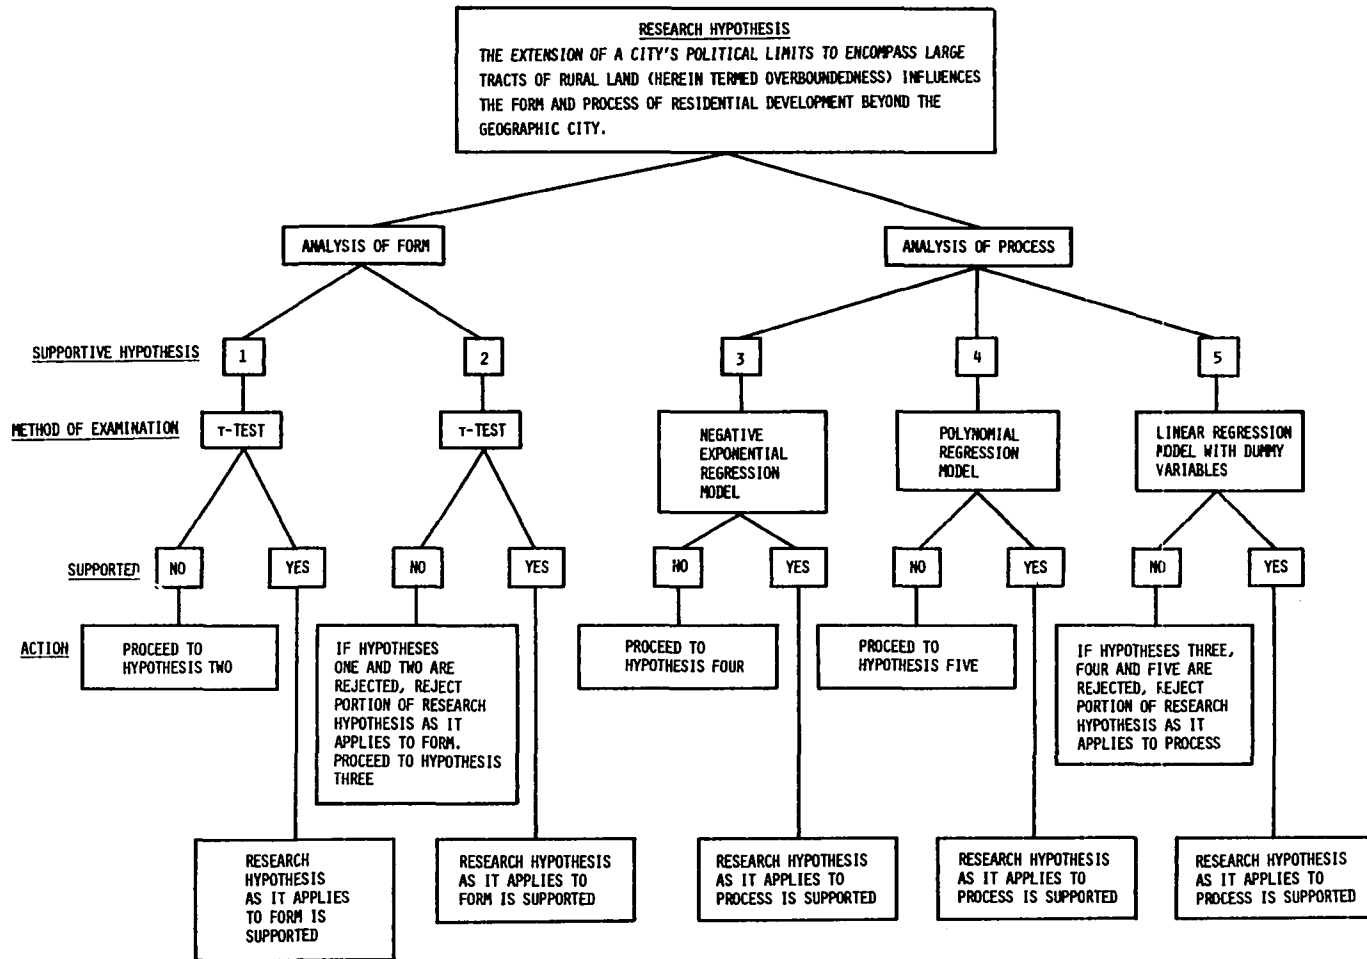 RESEARCH HYPOTHESIS
THE EXTENSION OF A CITY'S POLITICAL LIMITS TO ENCOMPASS LARGE
TRACTS OF RURAL LAND (HEREIN TERMED OVERBOUNDEDNESS) INFLUENCES
THE FORM AND PROCESS OF RESIDENTIAL DEVELOPMENT BEYOND THE
GEOGRAPHIC CITY.
ANALYSIS OF FORM
ANALYSIS OF PROCESS
SUPPORTIVE HYPOTHESIS
1
2
3
4
5
METHOD OF EXAMINATION
T-TEST
T-TEST
NEGATIVE
EXPONENTIAL
REGRESSION
MODEL
POLYNOMIAL
REGRESSION
MODEL
LINEAR REGRESSION
MODEL WITH DUMMY
VARIABLES
SUPPORTED
NO
YES
NO
YES
NO
YES
NO
YES
NO
YES
ACTION
PROCEED TO
HYPOTHESIS TWO
IF HYPOTHESES
ONE AND TWO ARE
REJECTED, REJECT
PORTION OF RESEARCH
HYPOTHESIS AS IT
APPLIES TO FORM.
PROCEED TO HYPOTHESIS
THREE
PROCEED TO
HYPOTHESIS FOUR
PROCEED TO
HYPOTHESIS FIVE
IF HYPOTHESES THREE,
FOUR AND FIVE ARE
REJECTED, REJECT
PORTION OF RESEARCH
HYPOTHESIS AS IT
APPLIES TO PROCESS
RESEARCH
HYPOTHESIS
AS IT APPLIES
TO FORM IS
SUPPORTED
RESEARCH HYPOTHESIS
AS IT APPLIES TO
FORM IS SUPPORTED
RESEARCH HYPOTHESIS
AS IT APPLIES TO
PROCESS IS SUPPORTED
RESEARCH HYPOTHESIS
AS IT APPLIES TO
PROCESS IS SUPPORTED
RESEARCH HYPOTHESIS
AS IT APPLIES TO
PROCESS IS SUPPORTED